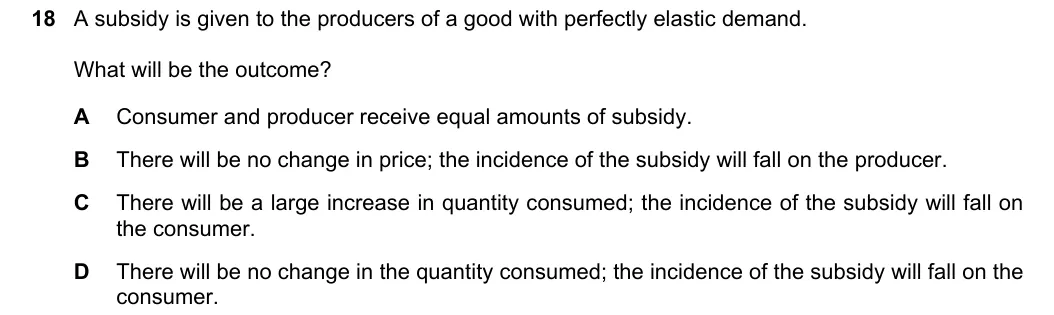 18 A subsidy is given to the producers of a good with perfectly elastic demand.
What will be the outcome?
A Consumer and producer receive equal amounts of subsidy.
B There will be no change in price; the incidence of the subsidy will fall on the producer.
C There will be a large increase in quantity consumed; the incidence of the subsidy will fall on
the consumer.
D There will be no change in the quantity consumed; the incidence of the subsidy will fall on the
consumer.